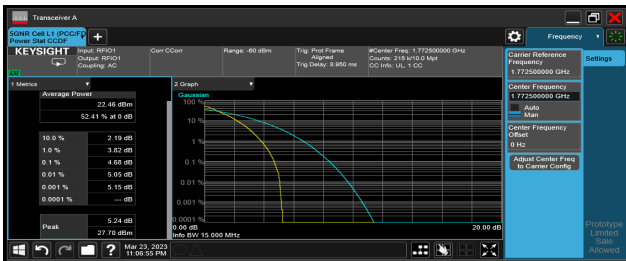 Transceiver A
5GNR Cell L1 (PCC/FD
Power Stat CCDF
Frequency
KEYSIGHT
Input: RFIO1
Output: RFIO1
Coupling: AC
Corr CCorr
Range: -60 dBm
Trig: Prot Frame
Aligned
Trig Delay: 8.950 ms
#Center Freq: 1.772500000 GHz
Counts: 215 k/10.0 Mpt
CC Info: UL, 1 CC
1 Metrics
Average Power
22.46 dBm
52.41 % at 0 dB
10.0 % 2.19 dB
1.0 % 3.82 dB
0.1 % 4.68 dB
0.01 % 5.05 dB
0.001 % 5.15 dB
0.0001 % --- dB
Peak
5.24 dB
27.70 dBm
2 Graph
Gaussian
100 %
10 %
1 %
0.1 %
0.01 %
0.001 %
0.0001 %
0.00 dB
20.00 dB
Info BW 15.000 MHz
Carrier Reference
Frequency
1.772500000 GHz
Center Frequency
1.772500000 GHz
Auto
Man
Center Frequency
Offset
0 Hz
Adjust Center Freq
to Carrier Config
Settings
Prototype
Limited
Sale
Allowed
?
Mar 23, 2023
11:06:55 PM